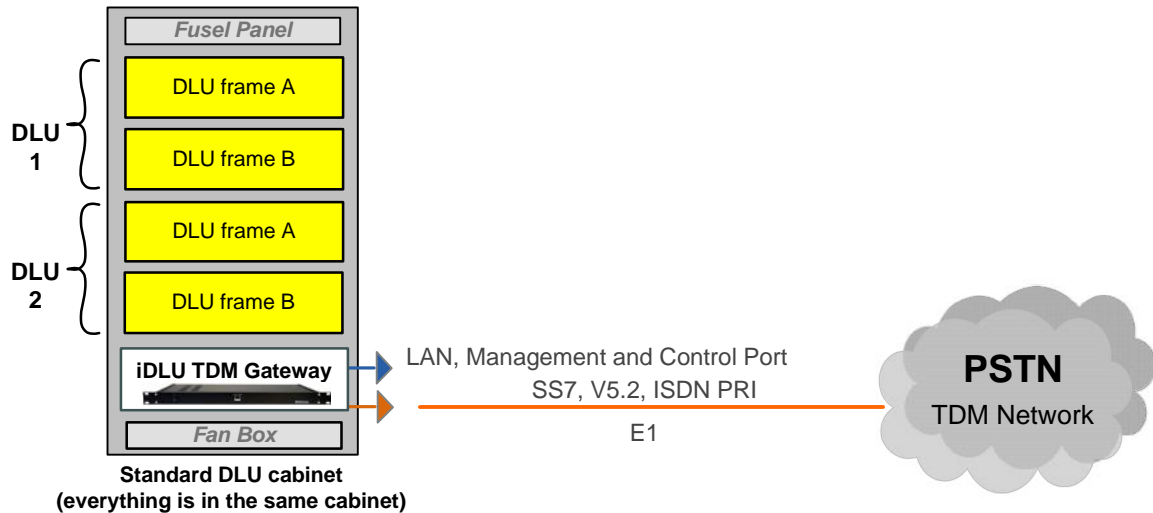 Fusel Panel
DLU frame A
DLU
1
DLU frame B
DLU frame A
DLU
2
DLU frame B
iDLU TDM Gateway
LAN, Management and Control Port
SS7, V5.2, ISDN PRI
E1
PSTN
TDM Network
Fan Box
Standard DLU cabinet
(everything is in the same cabinet)